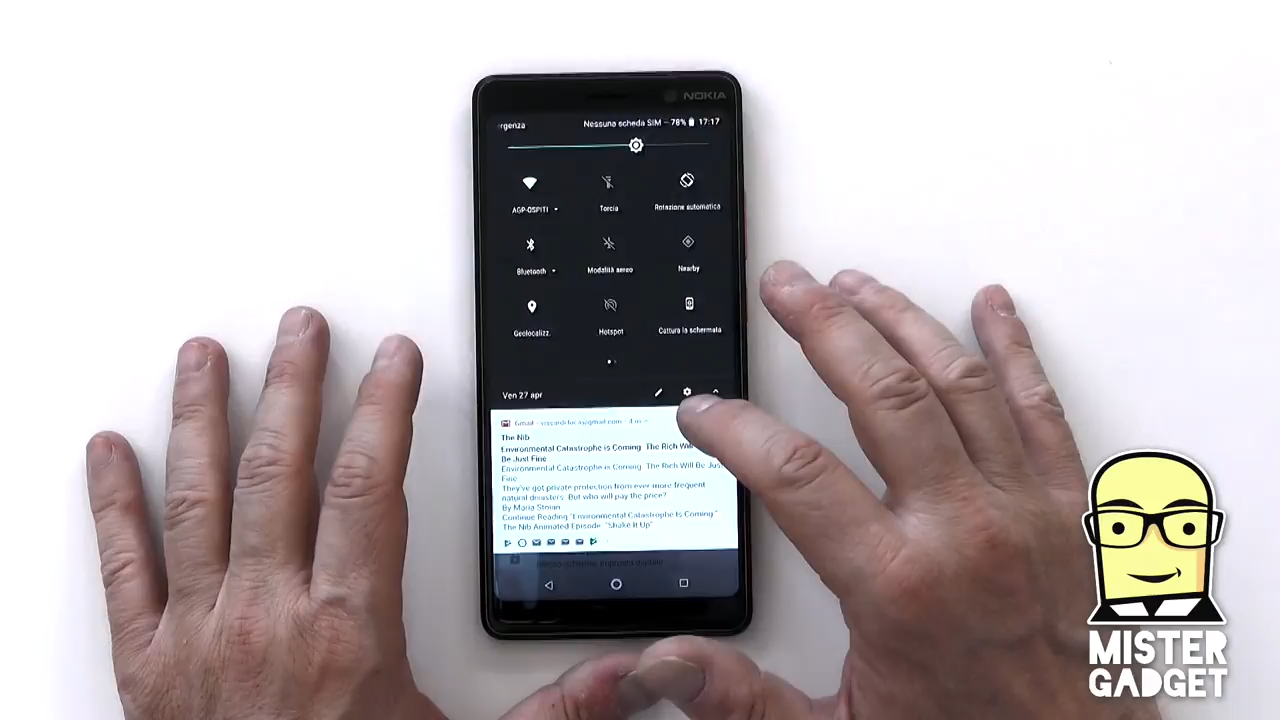 NOKIA
rgenza Nessuna scheda SIM – 78% 17:17
AGP-OSPITI Torcia Rotazione automatica
Bluetooth Modalità aereo Nearby
Geolocalizz. Hotspot Cattura la schermata
Ven 27 apr
Gmail
The Nib
Environmental Catastrophe is Coming. The Rich Will
Be Just Fine
Environmental Catastrophe is Coming. The Rich Will Be Just
Fine
They've got private protection from ever more frequent
natural disasters. But who will pay the price?
By Maria Stoian
Continue Reading "Environmental Catastrophe Is Coming."
The Nib Animated Episode: "Shake It Up"
MISTER
GADGET